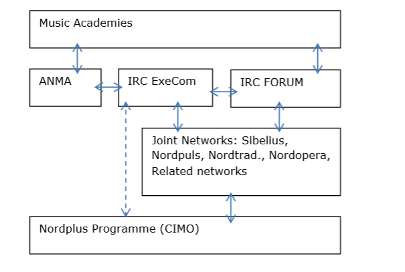 Music Academies
ANMA
IRC ExeCom
IRC FORUM
Joint Networks: Sibelius,
Nordpuls, Nordtrad., Nordopera,
Related networks
Nordplus Programme (CIMO)